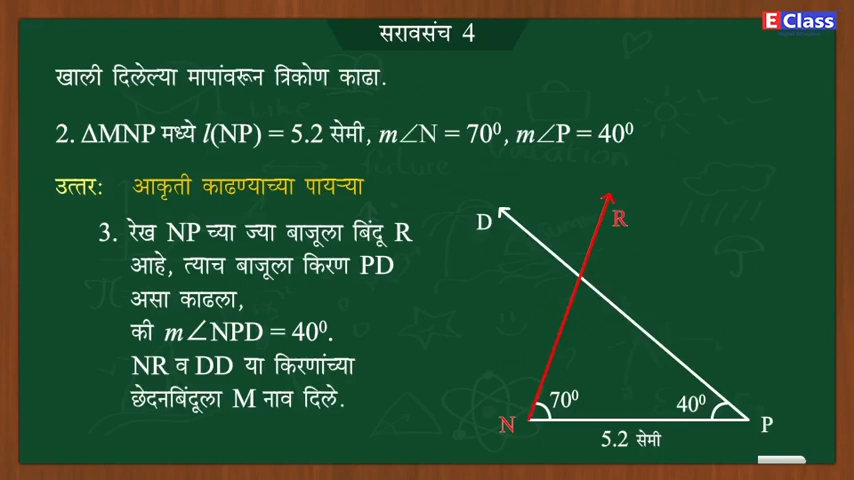 सरावसंच 4
E Class
खाली दिलेल्या मापांवरून त्रिकोण काढा.
2. ΔMNP मध्ये l(NP) = 5.2 सेमी, m∠N = 70⁰, m∠P = 40⁰
उत्तर: आकृती काढण्याच्या पायऱ्या
3. रेख NP च्या ज्या बाजूला बिंदू R
आहे, त्याच बाजूला किरण PD
असा काढला,
की m∠NPD = 40⁰.
NR व DD या किरणांच्या
छेदनबिंदूला M नाव दिले.
D
R
70⁰
40⁰
N
P
5.2 सेमी